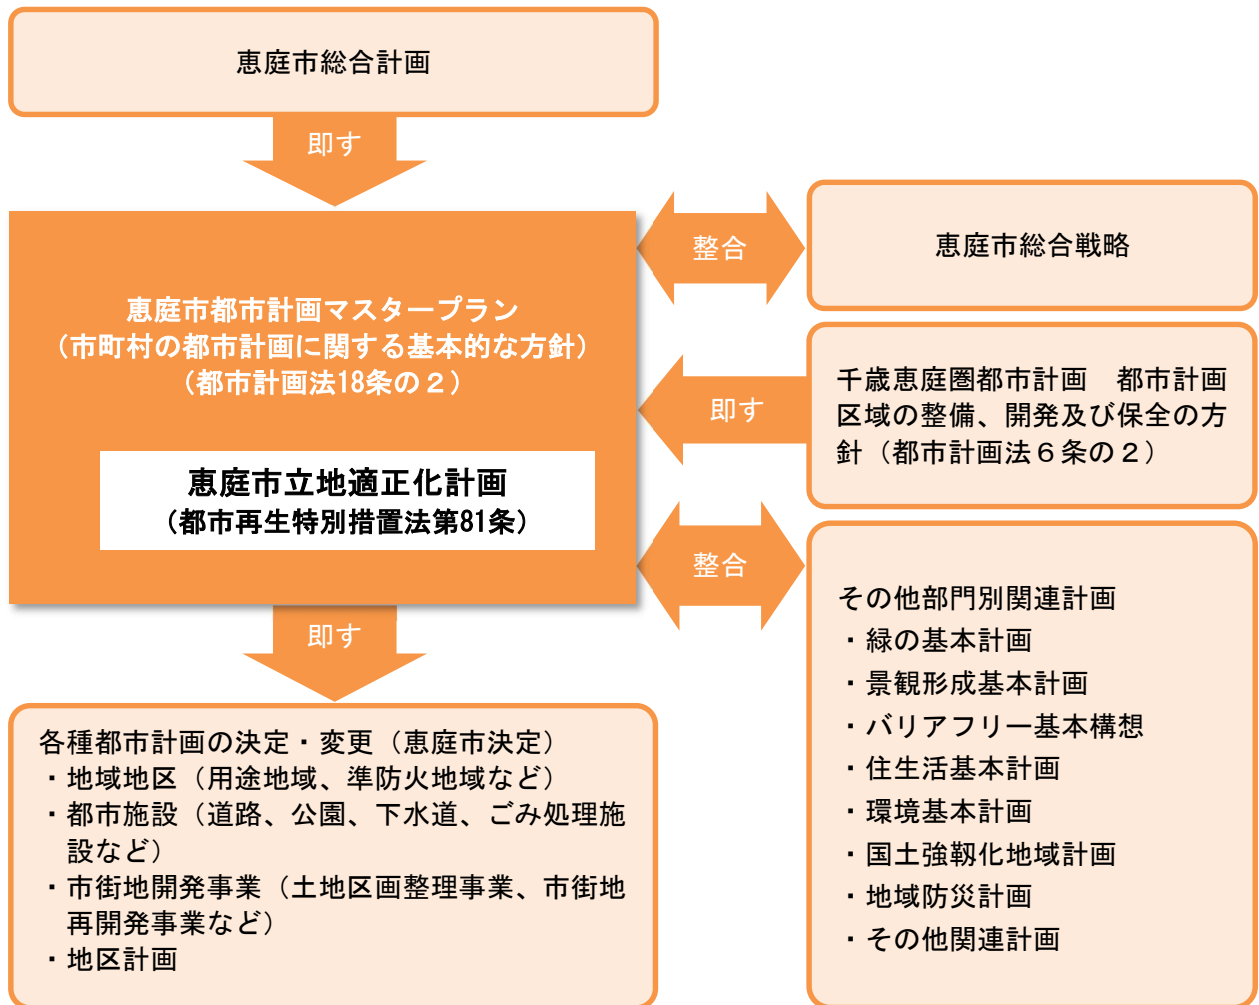 恵庭市総合計画
即す
恵庭市都市計画マスタープラン
（市町村の都市計画に関する基本的な方針）
（都市計画法18条の２）
恵庭市立地適正化計画
（都市再生特別措置法第81条）
整合
恵庭市総合戦略
即す
千歳恵庭圏都市計画　都市計画
区域の整備、開発及び保全の方
針（都市計画法６条の２）
整合
その他部門別関連計画
・緑の基本計画
・景観形成基本計画
・バリアフリー基本構想
・住生活基本計画
・環境基本計画
・国土強靱化地域計画
・地域防災計画
・その他関連計画
即す
各種都市計画の決定・変更（恵庭市決定）
・地域地区（用途地域、準防火地域など）
・都市施設（道路、公園、下水道、ごみ処理施
設など）
・市街地開発事業（土地区画整理事業、市街地
再開発事業など）
・地区計画